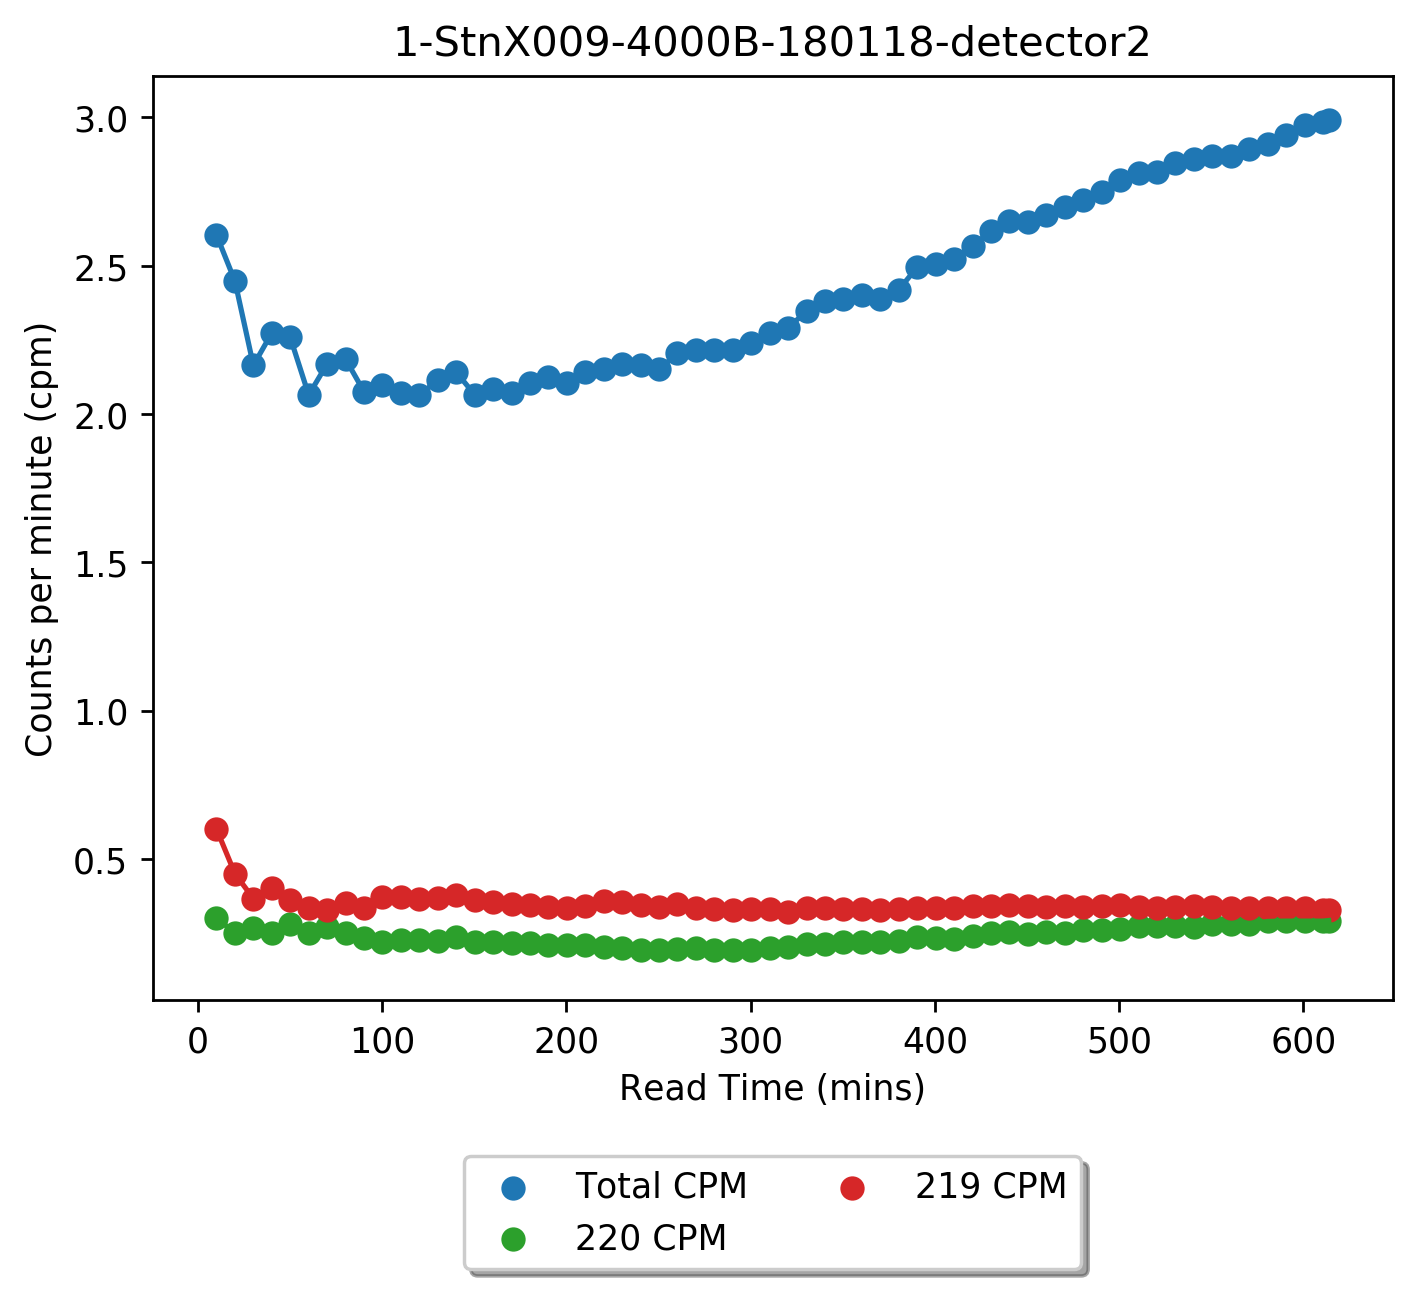 1-StnX009-4000B-180118-detector2
3.0
2.5
2.0
1.5
1.0
0.5
Counts per minute (cpm)
0 100 200 300 400 500 600
Read Time (mins)
Total CPM 219 CPM
220 CPM